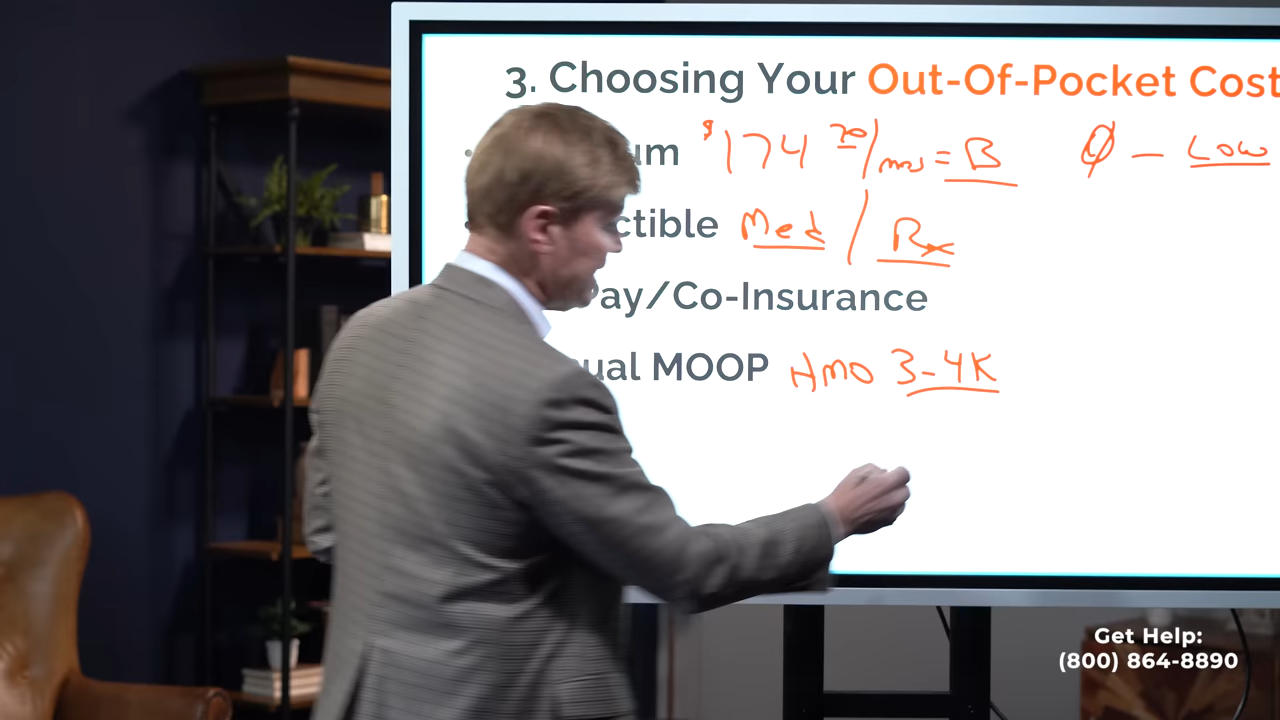 3. Choosing Your Out-Of-Pocket Cost
um $174 70/mo = B Ø - Low
ctible Med / Rx
Pay/Co-Insurance
ual MOOP HMO 3-4K
Get Help:
(800) 864-8890